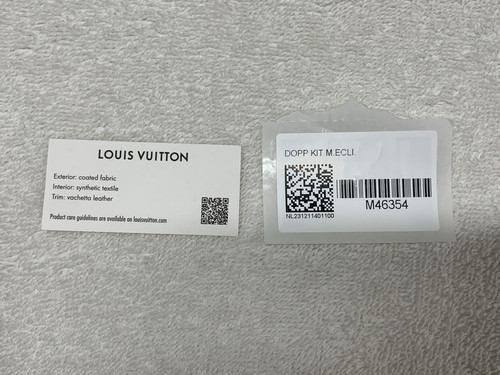 LOUIS VUITTON
Exterior: coated fabric
Interior: synthetic textile
Trim: vachetta leather
Product care guidelines are available on louisvuitton.com
DOPP KIT M.ECLI.
NL231211401100
M46354